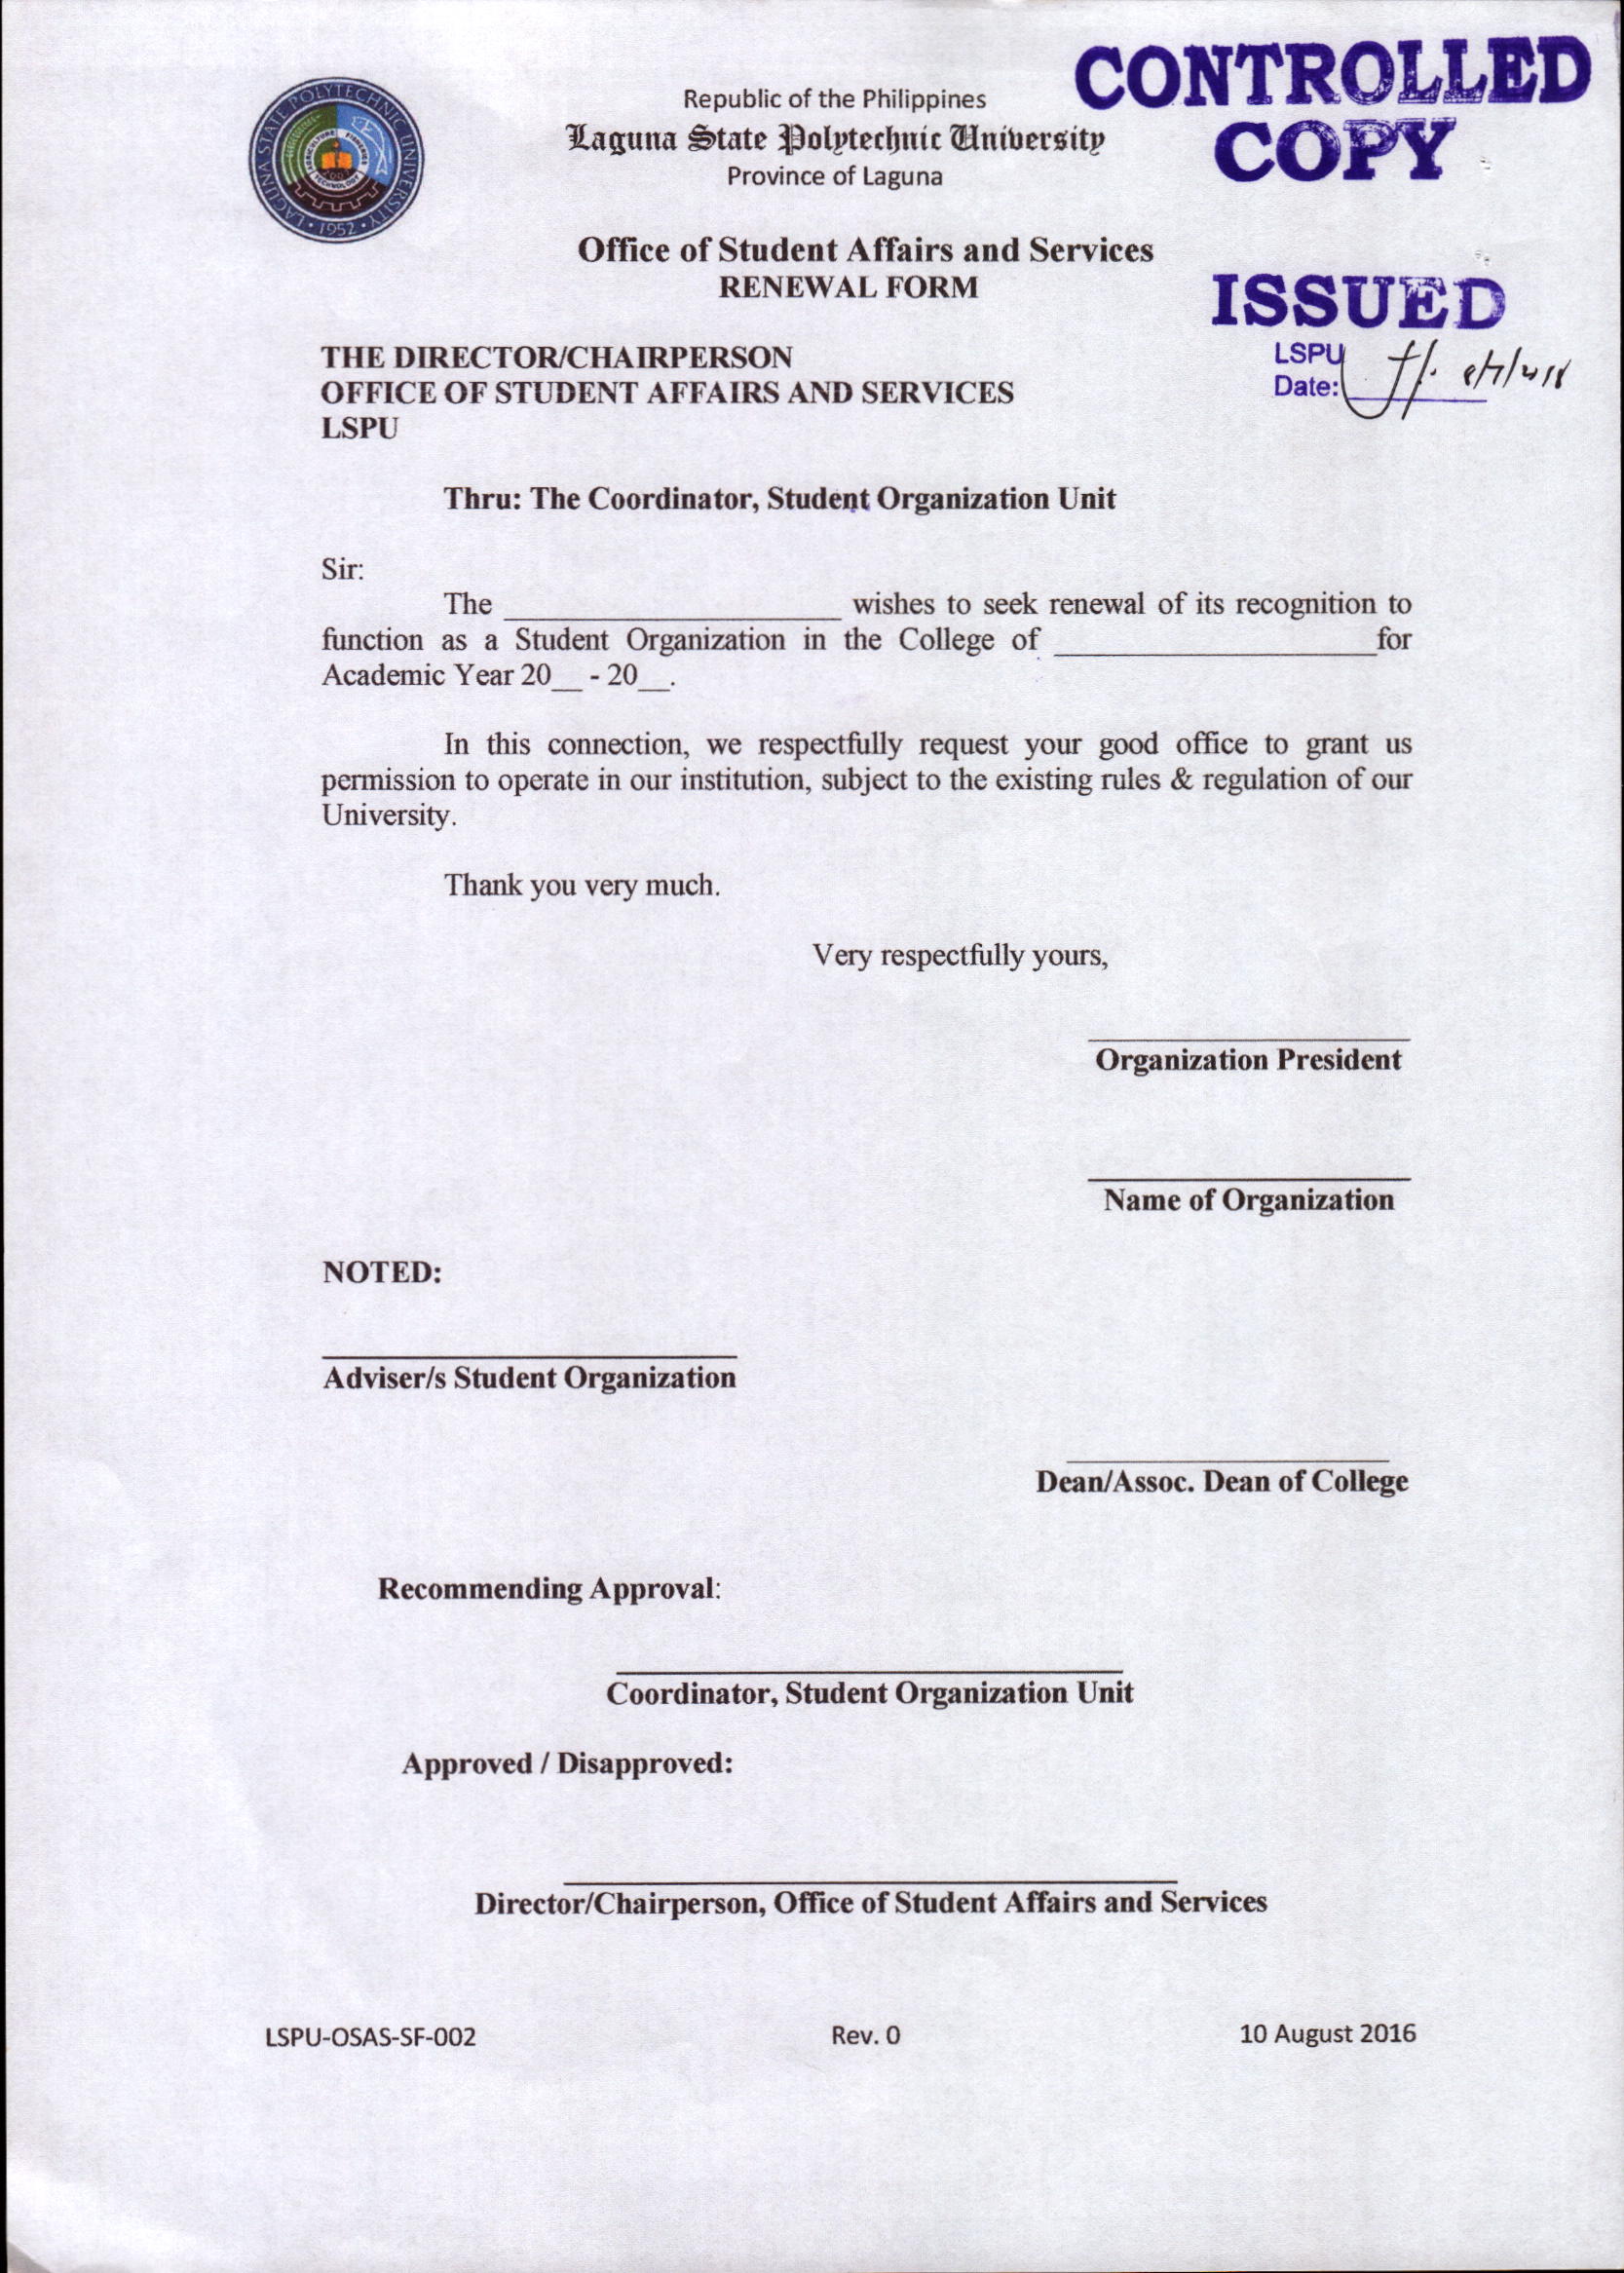 LAGUNA STATE POLYTECHNIC UNIVERSITY
• 1952 •
AGRICULTURE FISHERIES
2007
TECHNOLOGY
Republic of the Philippines
Laguna State Polytechnic University
Province of Laguna
CONTROLLED
COPY
Office of Student Affairs and Services
RENEWAL FORM
ISSUED
LSPU
Date:
THE DIRECTOR/CHAIRPERSON
OFFICE OF STUDENT AFFAIRS AND SERVICES
LSPU
Thru: The Coordinator, Student Organization Unit
Sir:
The ______________________ wishes to seek renewal of its recognition to
function as a Student Organization in the College of _____________________for
Academic Year 20__ - 20__.
In this connection, we respectfully request your good office to grant us
permission to operate in our institution, subject to the existing rules & regulation of our
University.
Thank you very much.
Very respectfully yours,
Organization President
Name of Organization
NOTED:
Adviser/s Student Organization
Dean/Assoc. Dean of College
Recommending Approval:
Coordinator, Student Organization Unit
Approved / Disapproved:
Director/Chairperson, Office of Student Affairs and Services
LSPU-OSAS-SF-002 Rev. 0 10 August 2016